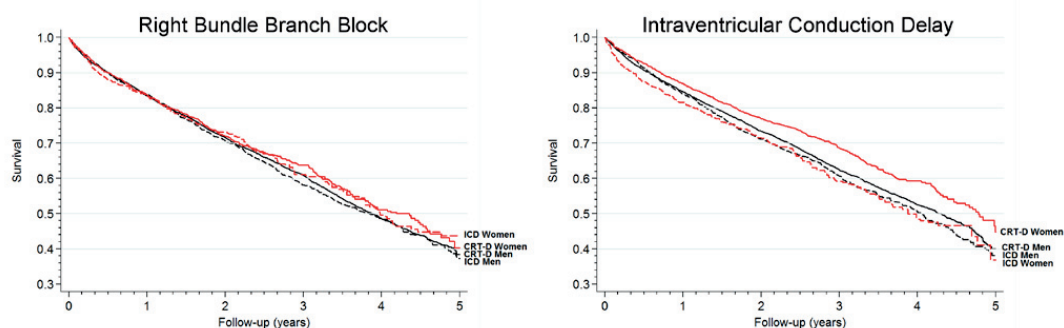 Right Bundle Branch Block
1.0
0.9
0.8
0.7
0.6
0.5
0.4
0.3
Survival
ICD Women
CRT-D Women
CRT-D Men
ICD Men
0 1 2 3 4 5
Follow-up (years)
Intraventricular Conduction Delay
1.0
0.9
0.8
0.7
0.6
0.5
0.4
0.3
Survival
CRT-D Women
CRT-D Men
ICD Men
ICD Women
0 1 2 3 4 5
Follow-up (years)